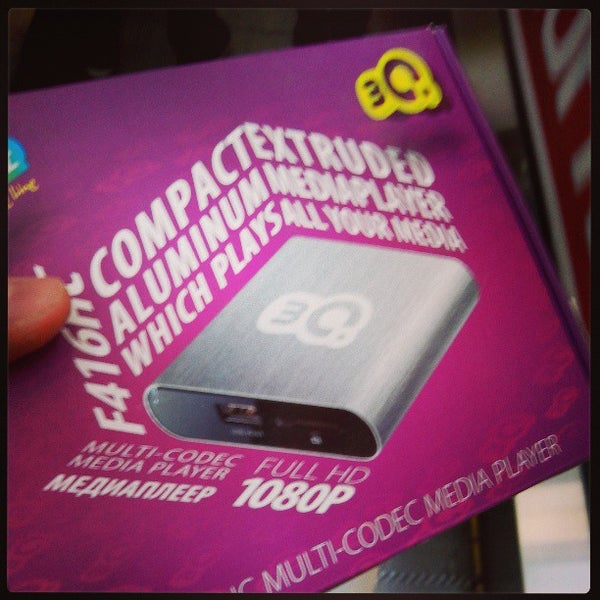 3Q
COMPACT EXTRUDED
ALUMINUM MEDIAPLAYER
WHICH PLAYS ALL YOUR MEDIA!
F416HC
3Q
MULTI-CODEC
MEDIA PLAYER
МЕДИАПЛЕЕР
FULL HD
1080P
MULTI-CODEC MEDIA PLAYER